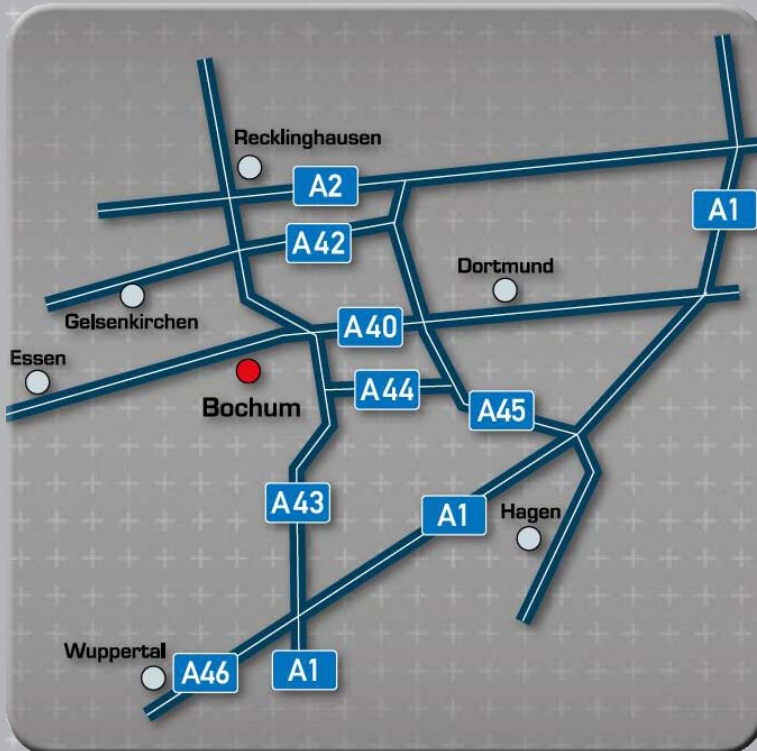 Recklinghausen
A2
A1
A42
Dortmund
Gelsenkirchen
A40
Essen
Bochum
A44
A45
A43
A1
Hagen
Wuppertal
A46
A1